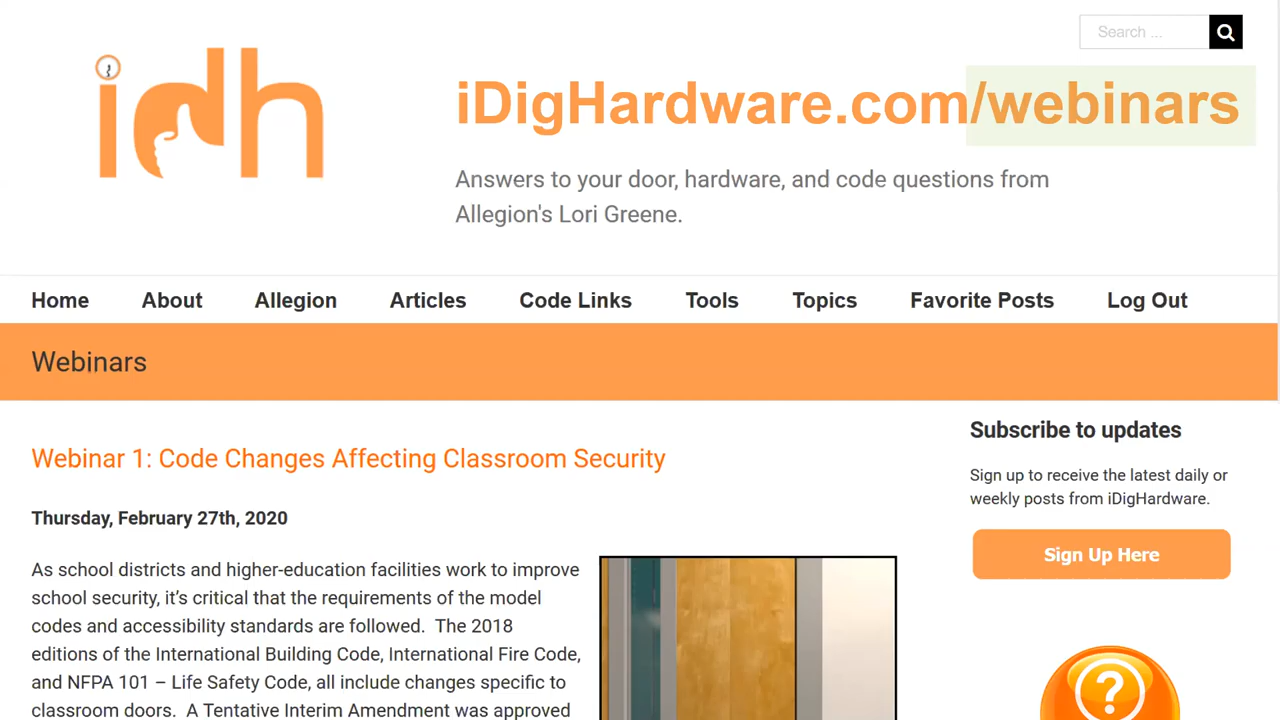 Search ...
idh
iDigHardware.com/webinars
Answers to your door, hardware, and code questions from
Allegion's Lori Greene.
Home About Allegion Articles Code Links Tools Topics Favorite Posts Log Out
Webinars
Webinar 1: Code Changes Affecting Classroom Security
Thursday, February 27th, 2020
As school districts and higher-education facilities work to improve
school security, it’s critical that the requirements of the model
codes and accessibility standards are followed.  The 2018
editions of the International Building Code, International Fire Code,
and NFPA 101 – Life Safety Code, all include changes specific to
classroom doors.  A Tentative Interim Amendment was approved
Subscribe to updates
Sign up to receive the latest daily or
weekly posts from iDigHardware.
Sign Up Here
?